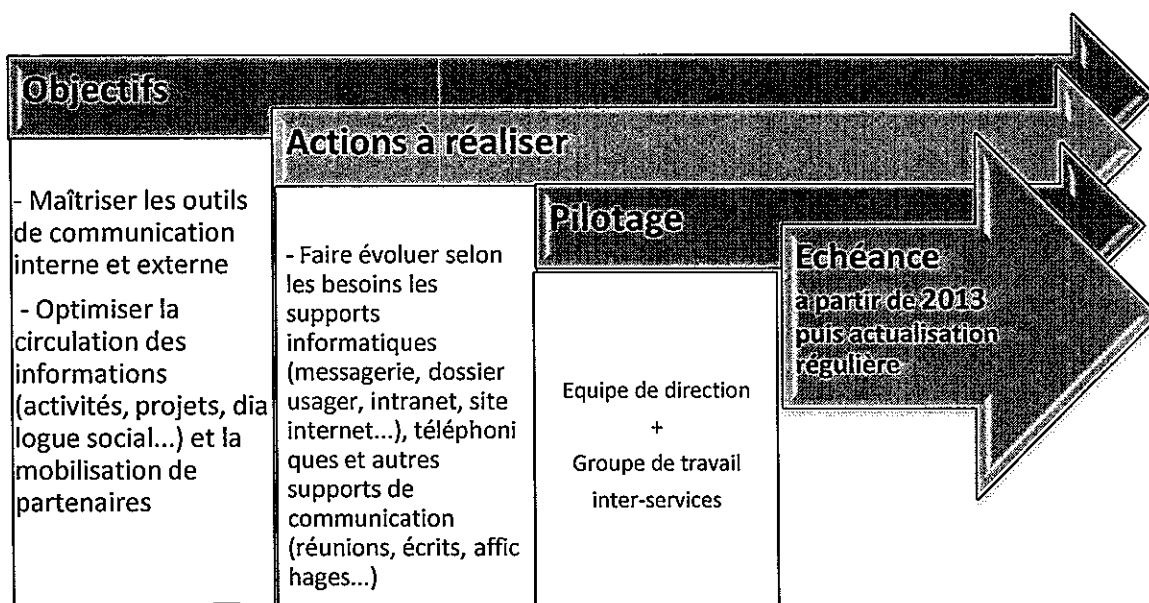 Objectifs
- Maîtriser les outils
de communication
interne et externe
- Optimiser la
circulation des
informations
(activités, projets, dia
logue social...) et la
mobilisation de
partenaires
Actions à réaliser
- Faire évoluer selon
les besoins les
supports
informatiques
(messagerie, dossier
usager, intranet, site
internet...), téléphoni
ques et autres
supports de
communication
(réunions, écrits, affic
hages...)
Pilotage
Equipe de direction
+
Groupe de travail
inter-services
Echéance
à partir de 2013
puis actualisation
régulière